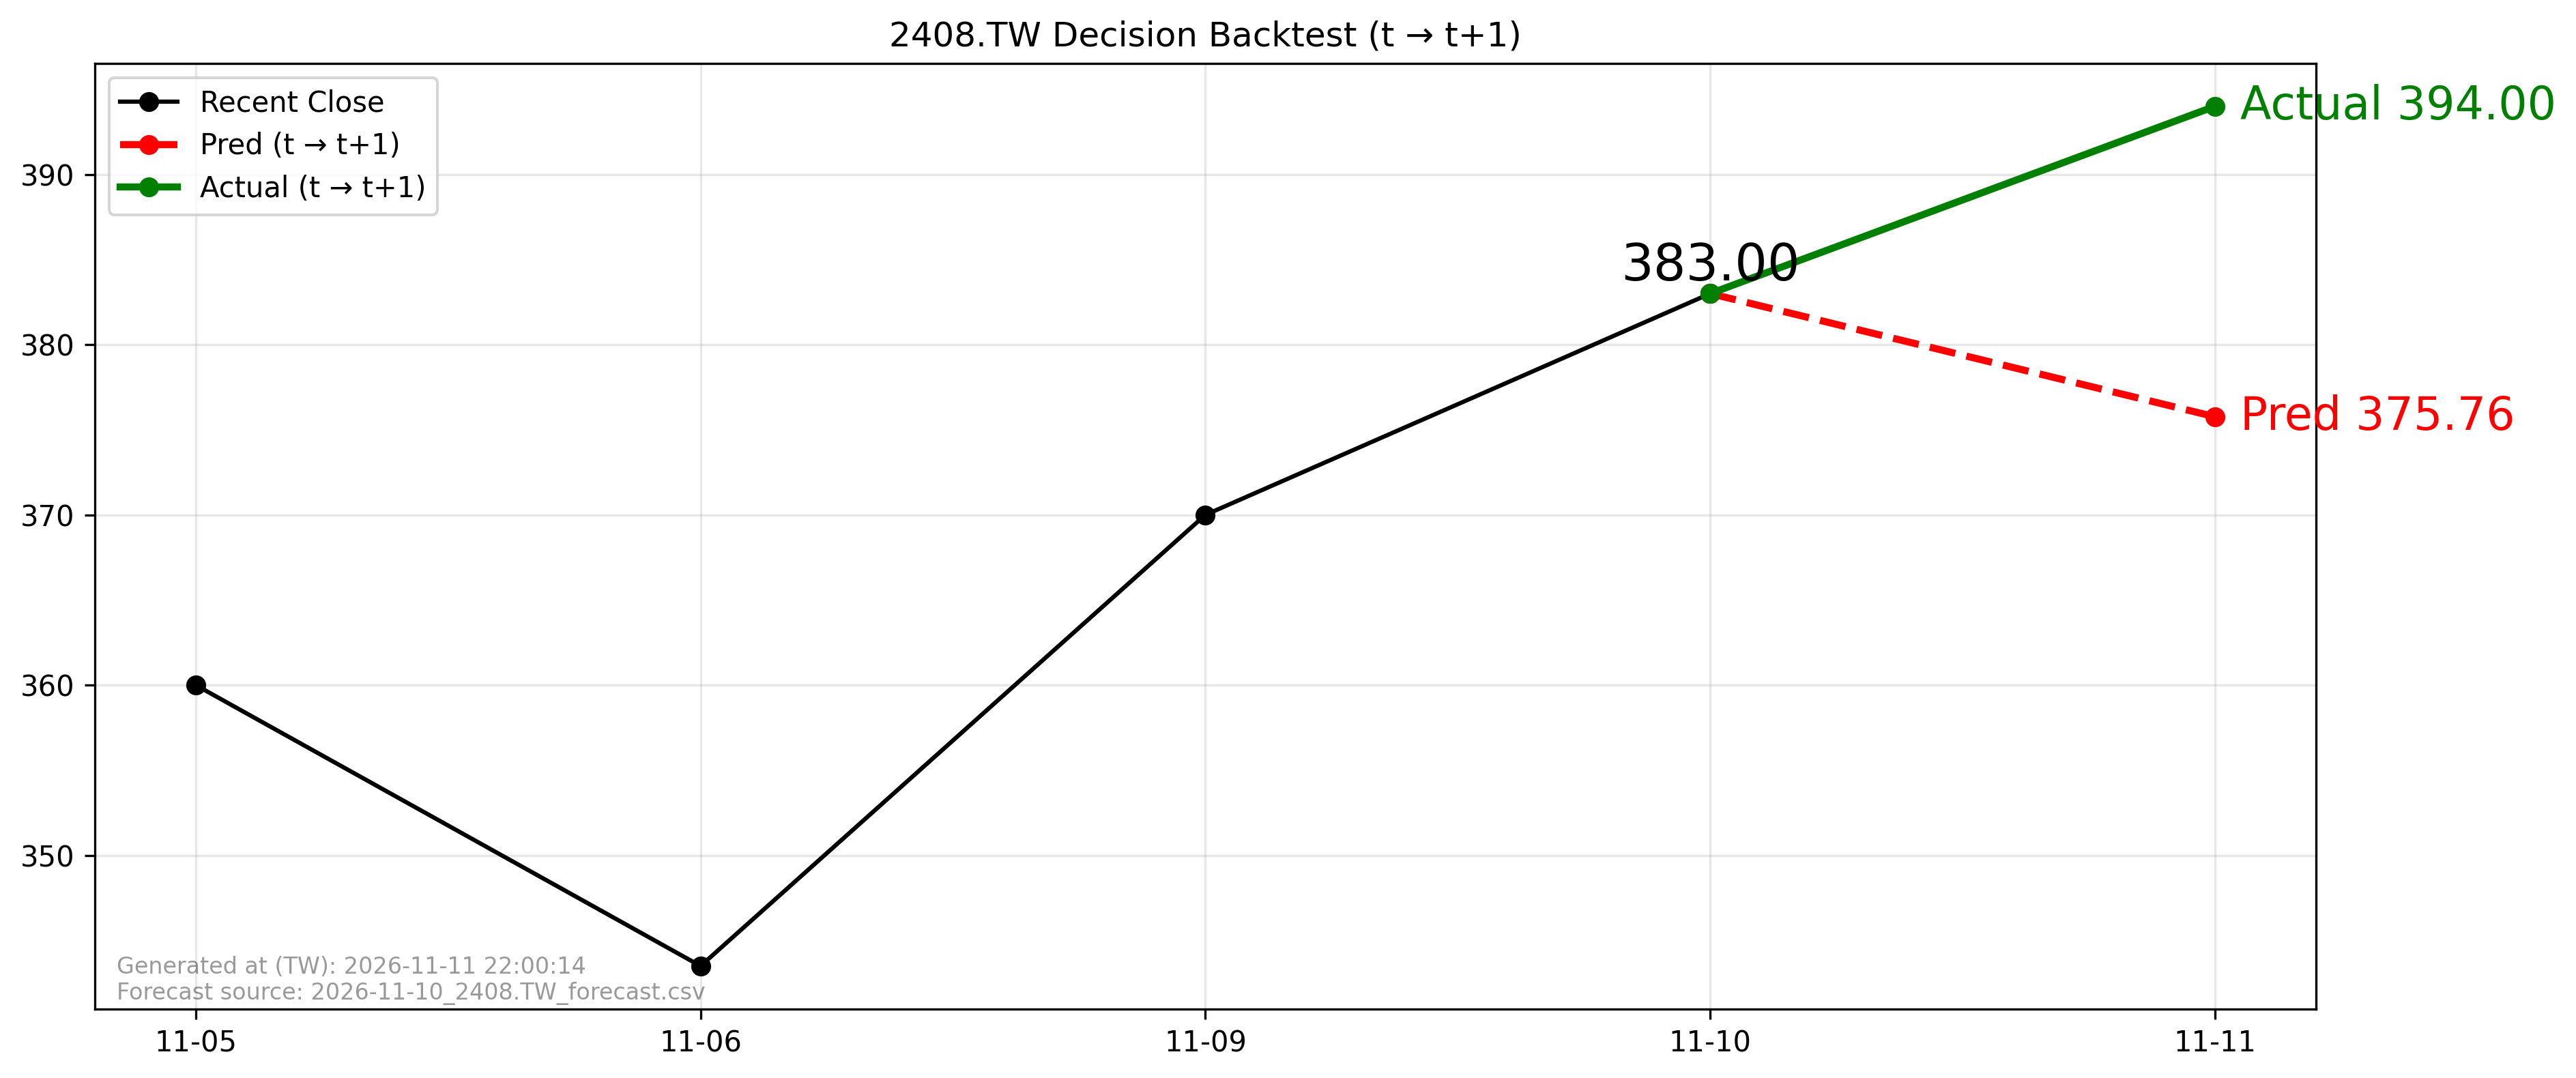 2408.TW Decision Backtest (t → t+1)
Recent Close
Pred (t → t+1)
Actual (t → t+1)
Actual 394.00
383.00
Pred 375.76
390
380
370
360
350
Generated at (TW): 2026-11-11 22:00:14
Forecast source: 2026-11-10_2408.TW_forecast.csv
11-05
11-06
11-09
11-10
11-11